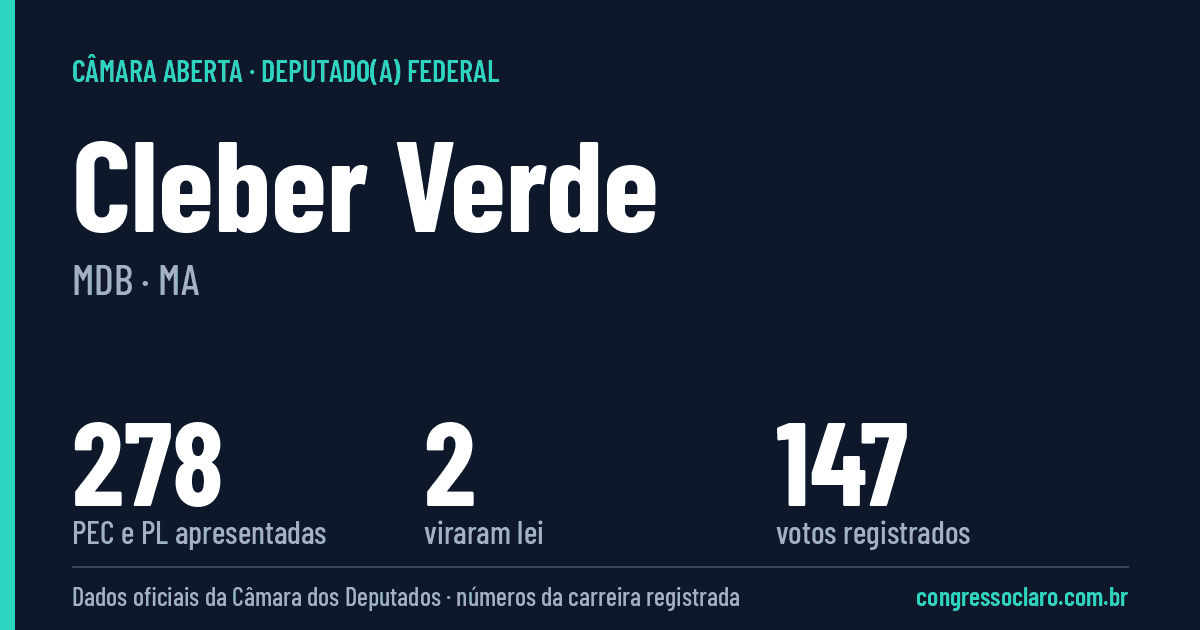 CÂMARA ABERTA · DEPUTADO(A) FEDERAL
Cleber Verde
MDB · MA
278 2 147
PEC e PL apresentadas viraram lei votos registrados
Dados oficiais da Câmara dos Deputados · números da carreira registrada congressoclaro.com.br